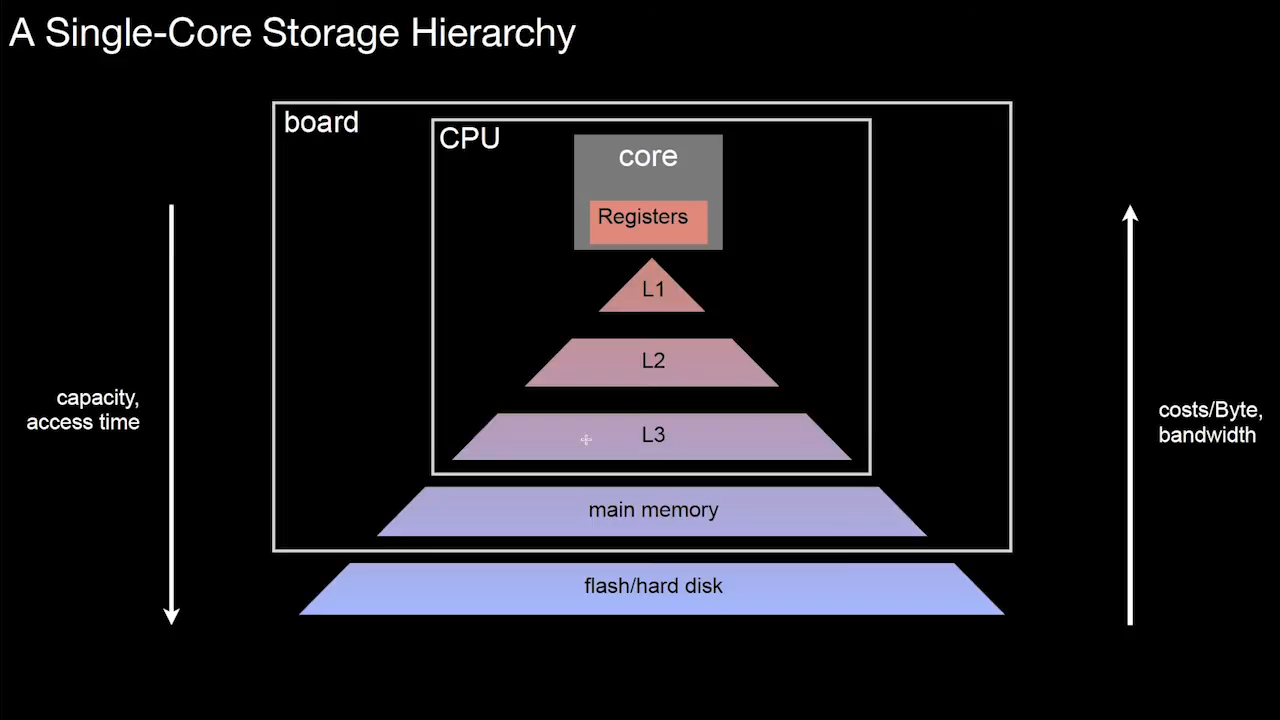 A Single-Core Storage Hierarchy
board
CPU
core
Registers
L1
L2
L3
main memory
flash/hard disk
capacity,
access time
costs/Byte,
bandwidth